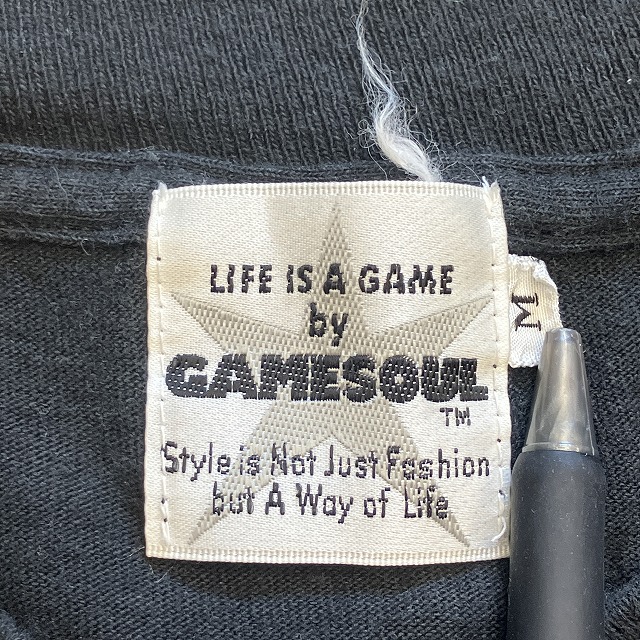 LIFE IS A GAME
by
GAMESOUL
TM
Style is Not Just Fashion
but A Way of Life
M